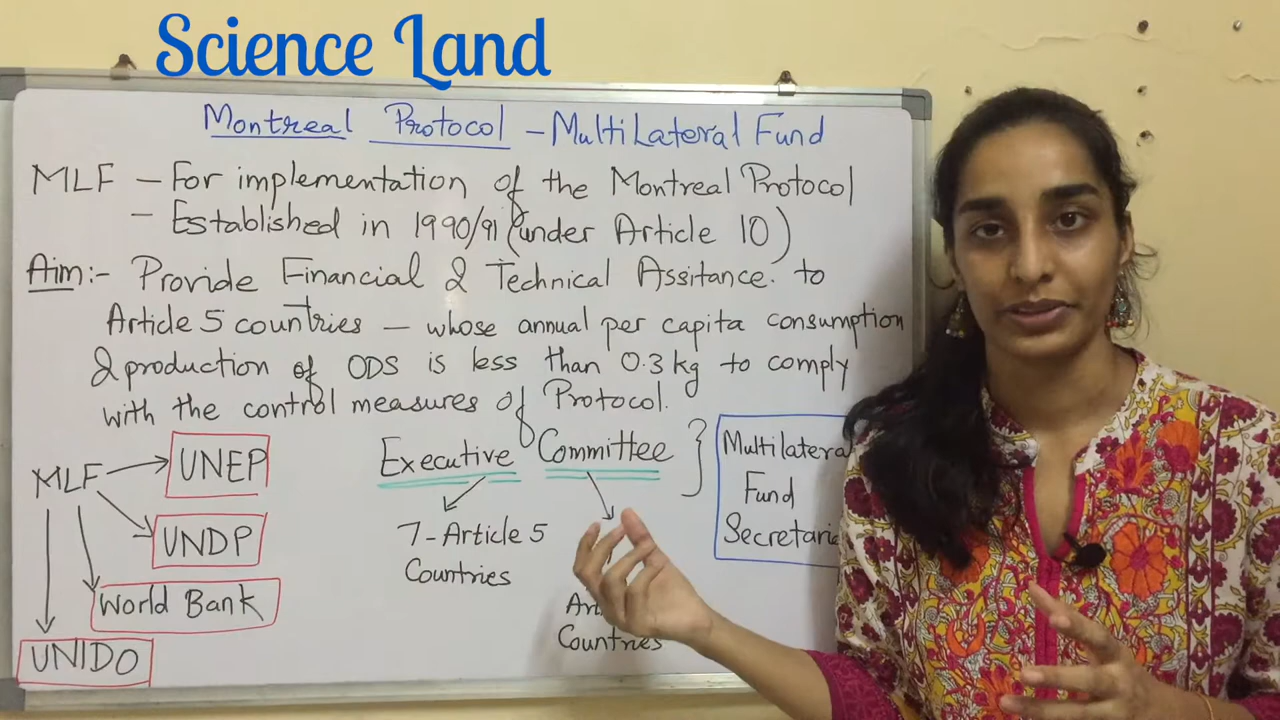 Science Land
Montreal Protocol - MultiLateral Fund
MLF - For implementation of the Montreal Protocol
- Established in 1990/91 (under Article 10)
Aim:- Provide Financial & Technical Assitance. to
Article 5 countries - whose annual per capita consumption
& production of ODS is less than 0.3 kg to comply
with the control measures of Protocol.
MLF
UNEP
UNDP
World Bank
UNIDO
Executive Committee
7-Article 5
Countries
Countries
Multilateral
Fund